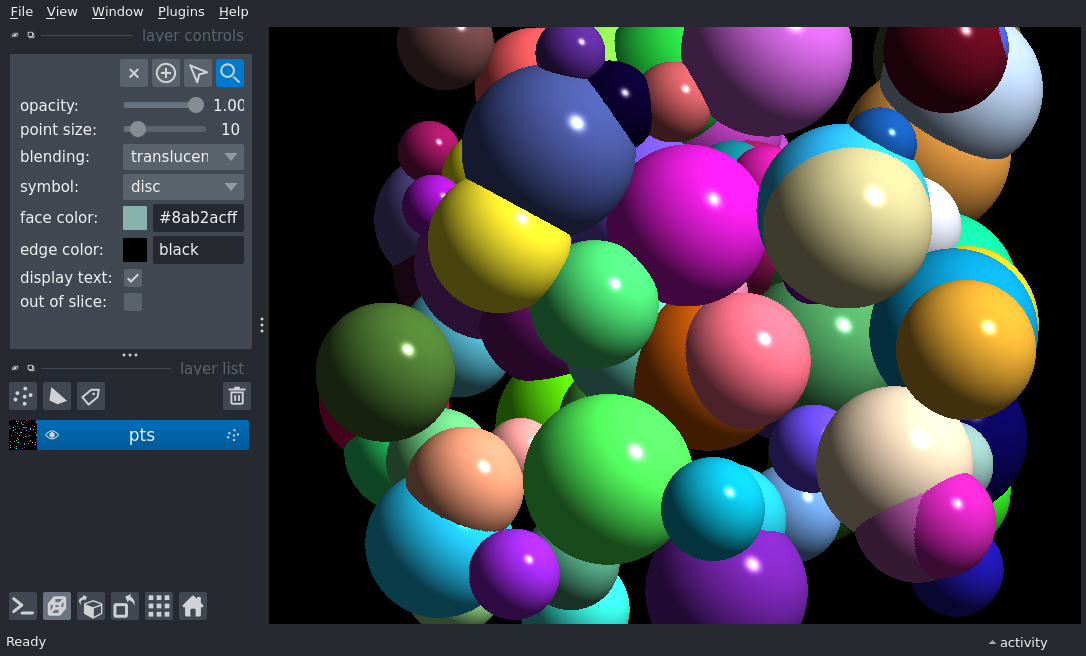 File View Window Plugins Help
layer controls
opacity: 1.00
point size: 10
blending: translucen
symbol: disc
face color: #8ab2acff
edge color: black
display text:
out of slice:
layer list
pts
Ready
activity